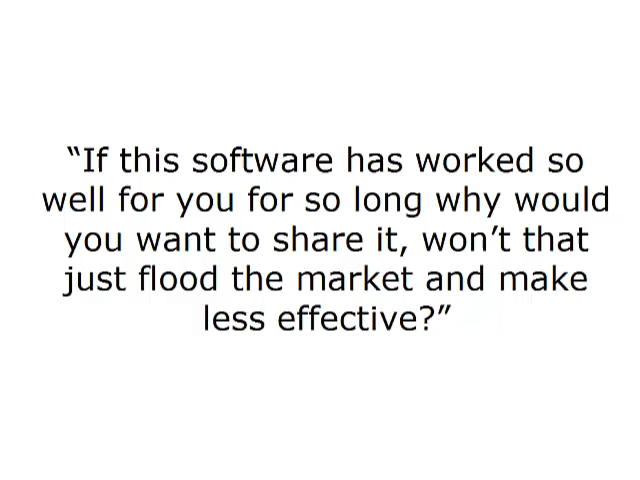 “If this software has worked so
well for you for so long why would
you want to share it, won’t that
just flood the market and make
less effective?”